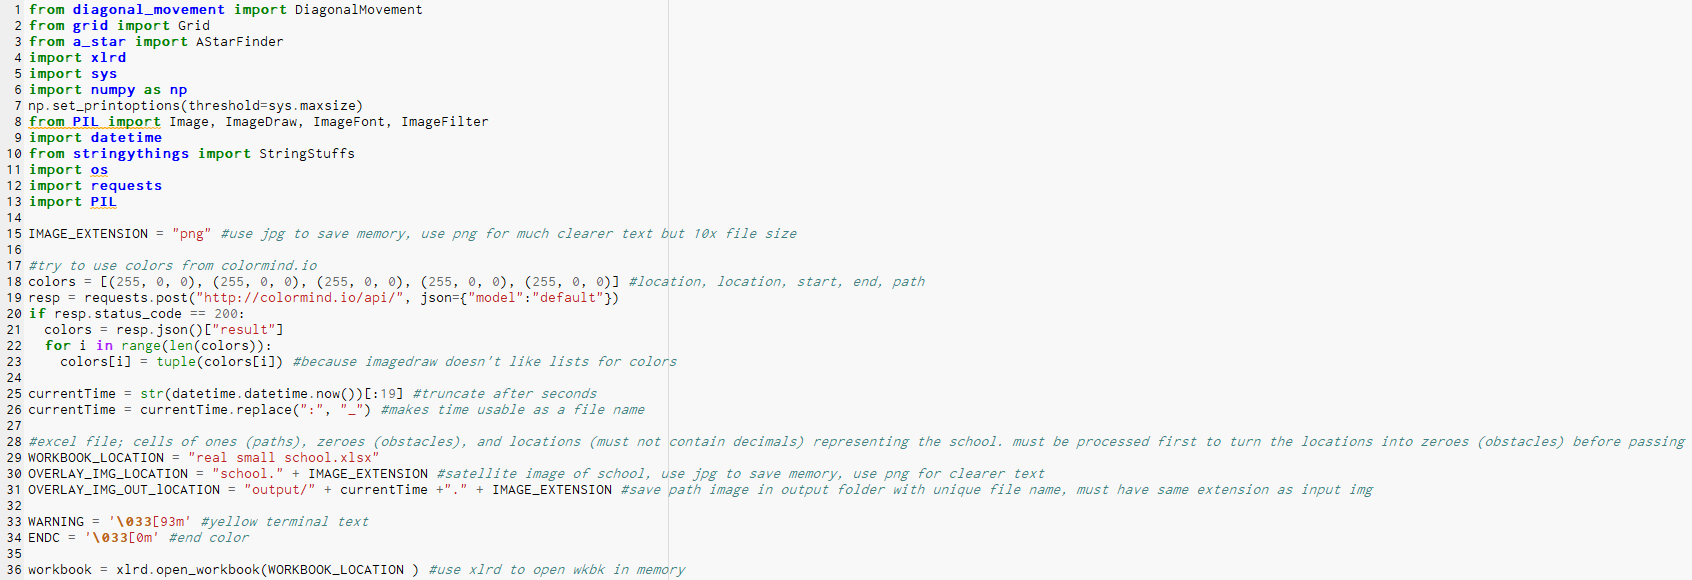 1 from diagonal_movement import DiagonalMovement
2 from grid import Grid
3 from a_star import AStarFinder
4 import xlrd
5 import sys
6 import numpy as np
7 np.set_printoptions(threshold=sys.maxsize)
8 from PIL import Image, ImageDraw, ImageFont, ImageFilter
9 import datetime
10 from stringythings import StringStuffs
11 import os
12 import requests
13 import PIL
14
15 IMAGE_EXTENSION = "png" #use jpg to save memory, use png for much clearer text but 10x file size
16
17 #try to use colors from colormind.io
18 colors = [(255, 0, 0), (255, 0, 0), (255, 0, 0), (255, 0, 0), (255, 0, 0)] #location, location, start, end, path
19 resp = requests.post("http://colormind.io/api/", json={"model":"default"})
20 if resp.status_code == 200:
21   colors = resp.json()["result"]
22   for i in range(len(colors)):
23     colors[i] = tuple(colors[i]) #because imagedraw doesn't like lists for colors
24
25 currentTime = str(datetime.datetime.now())[:19] #truncate after seconds
26 currentTime = currentTime.replace(":", "_") #makes time usable as a file name
27
28 #excel file; cells of ones (paths), zeroes (obstacles), and locations (must not contain decimals) representing the school. must be processed first to turn the locations into zeroes (obstacles) before passing
29 WORKBOOK_LOCATION = "real small school.xlsx"
30 OVERLAY_IMG_LOCATION = "school." + IMAGE_EXTENSION #satellite image of school, use jpg to save memory, use png for clearer text
31 OVERLAY_IMG_OUT_lOCATION = "output/" + currentTime +"." + IMAGE_EXTENSION #save path image in output folder with unique file name, must have same extension as input img
32
33 WARNING = '\033[93m' #yellow terminal text
34 ENDC = '\033[0m' #end color
35
36 workbook = xlrd.open_workbook(WORKBOOK_LOCATION ) #use xlrd to open wkbk in memory